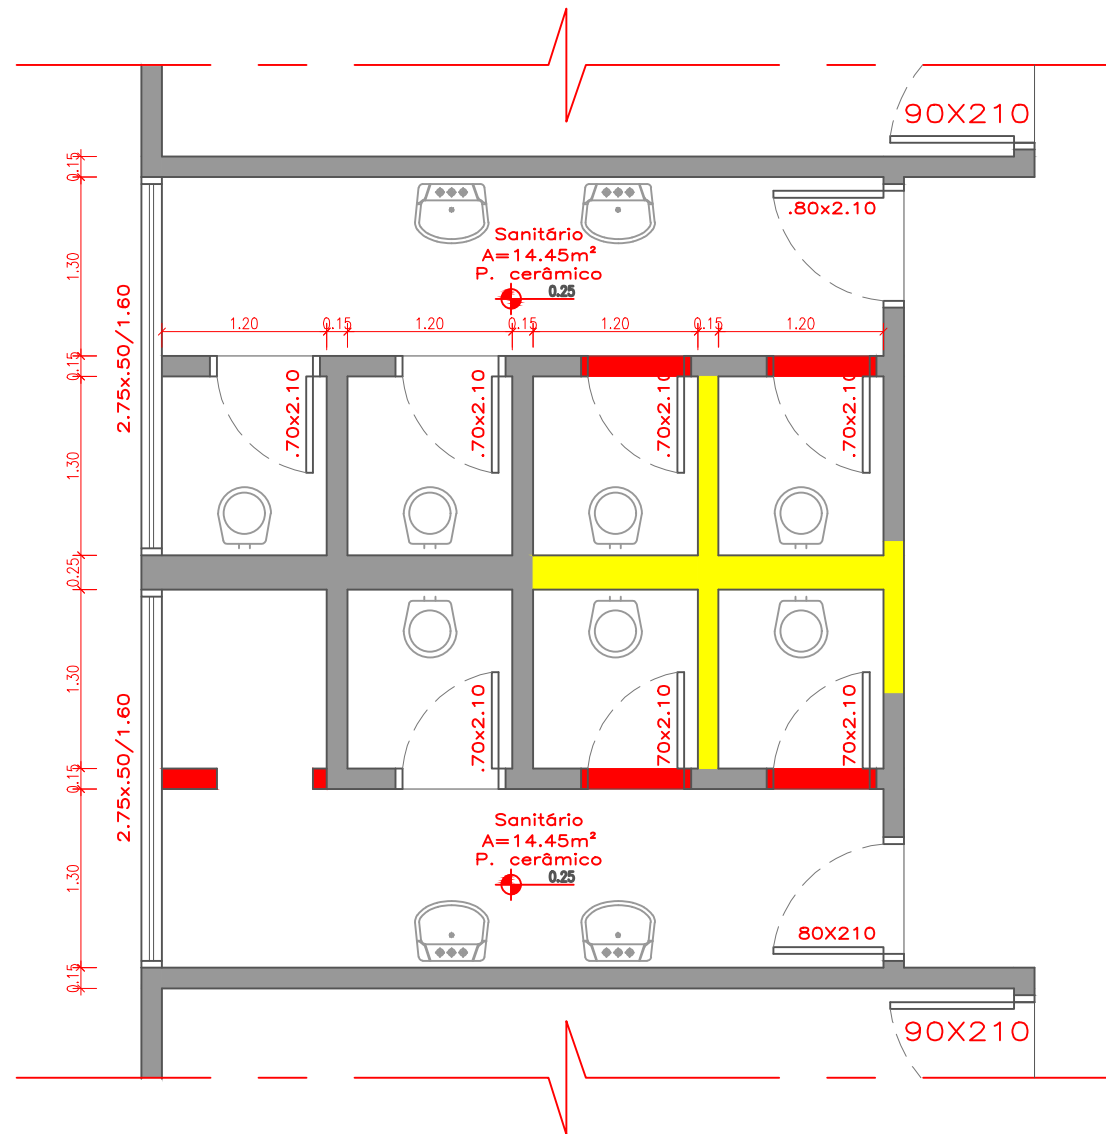 90X210
0.15
.80x2.10
Sanitário
A=14.45m²
P. cerâmico
0.25
1.30
2.75x.50/1.60
1.20
0.15
1.20
0.15
1.20
0.15
1.20
0.15
.70x2.10
.70x2.10
.70x2.10
.70x2.10
1.30
0.25
1.30
2.75x.50/1.60
.70x2.10
.70x2.10
.70x2.10
0.15
Sanitário
A=14.45m²
P. cerâmico
0.25
1.30
80X210
0.15
90X210